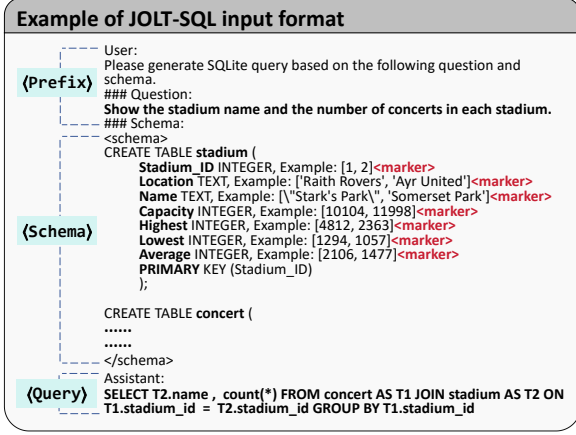 Example of JOLT-SQL input format
User:
Please generate SQLite query based on the following question and
schema.
⟨Prefix⟩
### Question:
Show the stadium name and the number of concerts in each stadium.
### Schema:
<schema>
CREATE TABLE stadium (
Stadium_ID INTEGER, Example: [1, 2]<marker>
Location TEXT, Example: ['Raith Rovers', 'Ayr United']<marker>
Name TEXT, Example: [\"Stark's Park\", 'Somerset Park']<marker>
Capacity INTEGER, Example: [10104, 11998]<marker>
⟨Schema⟩
Highest INTEGER, Example: [4812, 2363]<marker>
Lowest INTEGER, Example: [1294, 1057]<marker>
Average INTEGER, Example: [2106, 1477]<marker>
PRIMARY KEY (Stadium_ID)
);
CREATE TABLE concert (
......
......
</schema>
Assistant:
⟨Query⟩
SELECT T2.name , count(*) FROM concert AS T1 JOIN stadium AS T2 ON
T1.stadium_id = T2.stadium_id GROUP BY T1.stadium_id